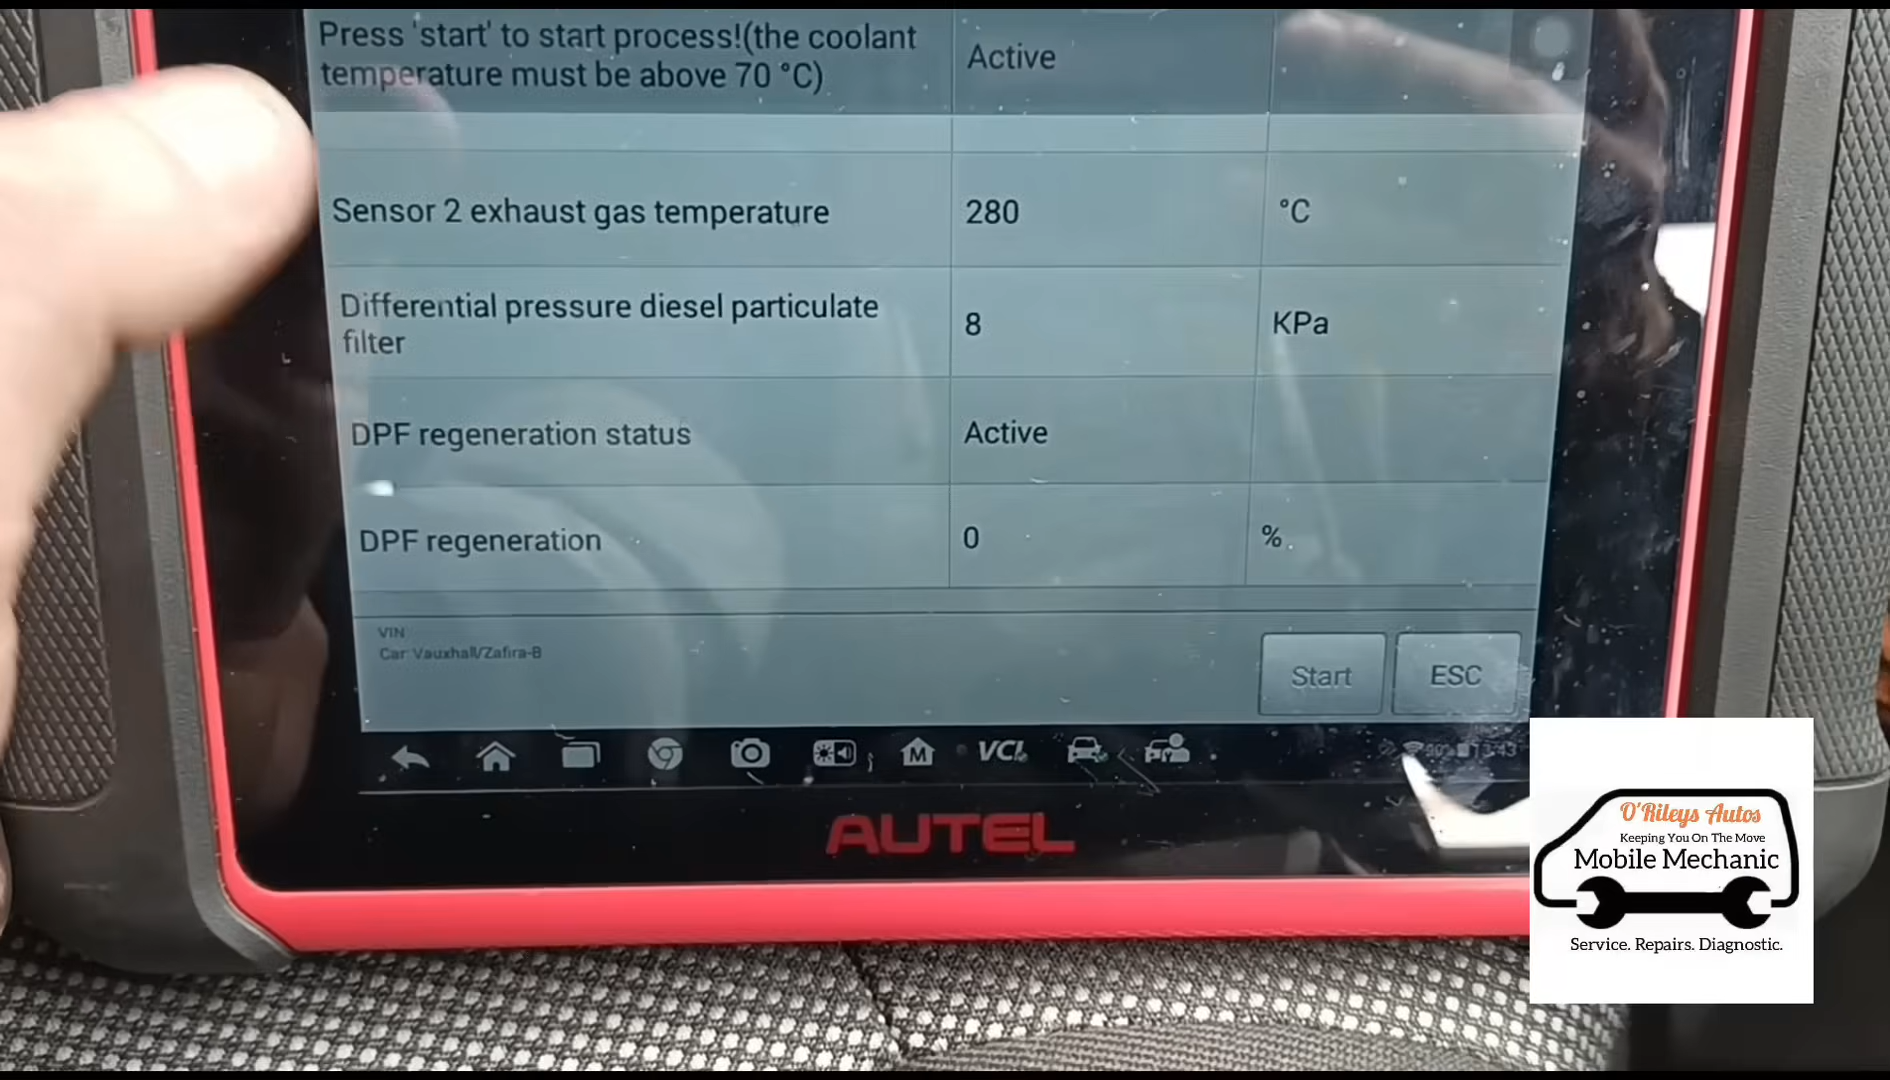 Press 'start' to start process!(the coolant
temperature must be above 70 °C)
Active
Sensor 2 exhaust gas temperature
280
°C
Differential pressure diesel particulate
filter
8
KPa
DPF regeneration status
Active
DPF regeneration
0
%
VIN
Car: Vauxhall/Zafira-B
Start
ESC
M
VCI
AUTEL
O'Rileys Autos
Keeping You On The Move
Mobile Mechanic
Service. Repairs. Diagnostic.